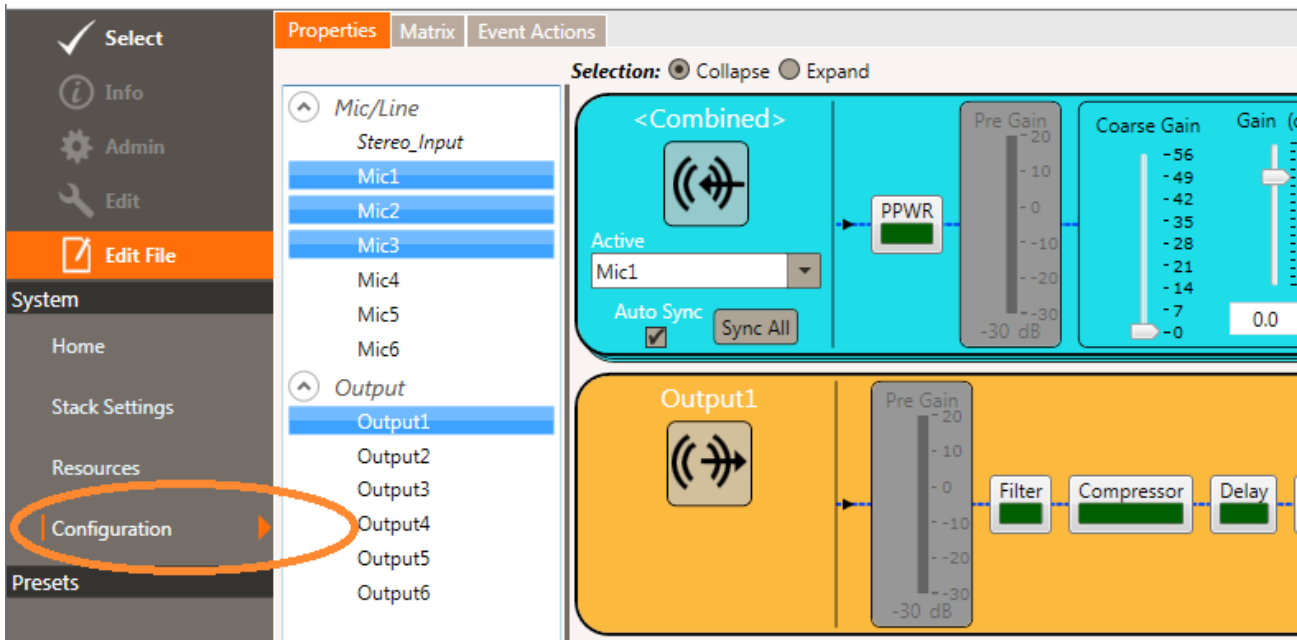 Select
Info
Admin
Edit
Edit File
System
Home
Stack Settings
Resources
Configuration
Presets
Properties Matrix Event Actions
Selection: Collapse Expand
Mic/Line
Stereo_Input
Mic1
Mic2
Mic3
Mic4
Mic5
Mic6
Output
Output1
Output2
Output3
Output4
Output5
Output6
<Combined>
Active
Mic1
Auto Sync
Sync All
PPWR
Pre Gain
20
10
0
-10
-20
-30
-30 dB
Coarse Gain
-56
-49
-42
-35
-28
-21
-14
-7
-0
Gain (
0.0
Output1
Pre Gain
20
10
0
-10
-20
-30
-30 dB
Filter
Compressor
Delay